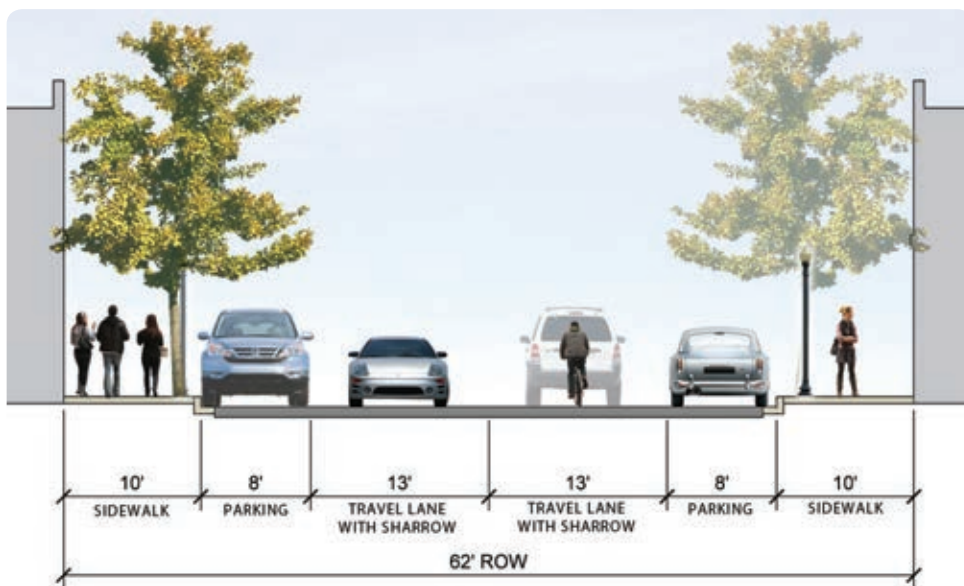 10' 8' 13' 13' 8' 10'
SIDEWALK PARKING TRAVEL LANE TRAVEL LANE PARKING SIDEWALK
WITH SHARROW WITH SHARROW
62' ROW